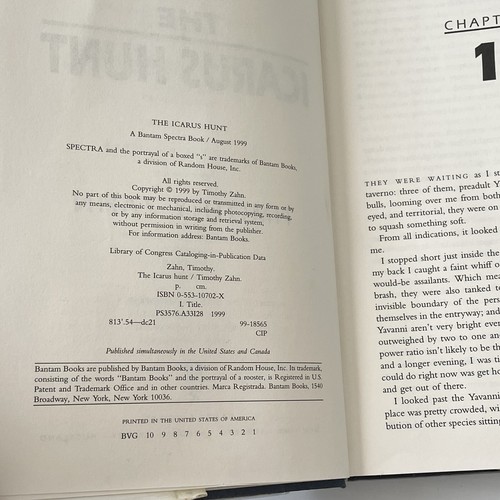 THE ICARUS HUNT
A Bantam Spectra Book / August 1999
SPECTRA and the portrayal of a boxed "s" are trademarks of Bantam Books,
a division of Random House, Inc.
All rights reserved.
Copyright © 1999 by Timothy Zahn.
No part of this book may be reproduced or transmitted in any form or by
any means, electronic or mechanical, including photocopying, recording,
or by any information storage and retrieval system,
without permission in writing from the publisher.
For information address: Bantam Books.
Library of Congress Cataloging-in-Publication Data
Zahn, Timothy.
The Icarus hunt / Timothy Zahn.
p. cm.
ISBN 0-553-10702-X
I. Title.
PS3576.A33I28 1999
813'.54—dc21 99-18565
CIP
Published simultaneously in the United States and Canada
Bantam Books are published by Bantam Books, a division of Random House, Inc. Its trademark,
consisting of the words "Bantam Books" and the portrayal of a rooster, is Registered in U.S.
Patent and Trademark Office and in other countries. Marca Registrada. Bantam Books, 1540
Broadway, New York, New York 10036.
PRINTED IN THE UNITED STATES OF AMERICA
BVG 10 9 8 7 6 5 4 3 2 1
CHAPT
1
THEY WERE WAITING as I st
taverno: three of them, preadult Y
bulls, looming over me from both
eyed, and territorial, they were on
to squash something soft.
From all indications, it looked
me.
I stopped short just inside the
my back I caught a faint whiff o
would-be assailants. Which mea
brash, they were also tanked to
invisible boundary of the pers
themselves in the entryway; and
Yavanni aren't very bright ever
outweighed by two to one an
power ratio isn't likely to be th
and a longer evening, I was ti
could do right now was get ho
and get out of there.
I looked past the Yavanni
place was pretty crowded, wi
bution of other species sitting